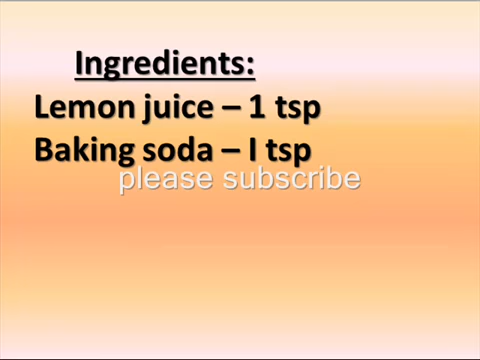 Ingredients:
Lemon juice – 1 tsp
Baking soda – I tsp
please subscribe